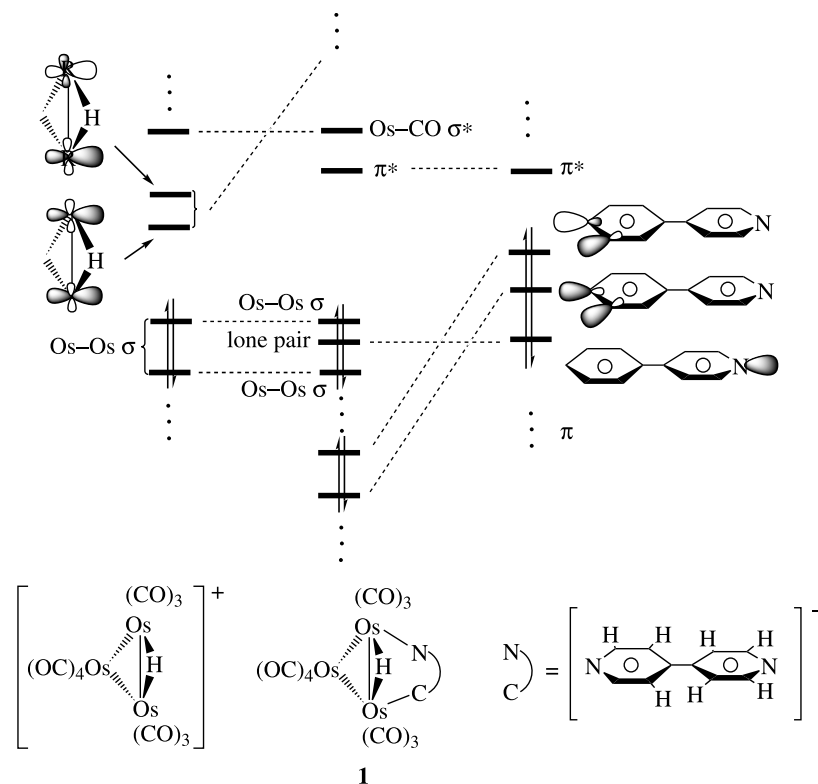 H
Os–CO σ*
π*
π*
N
H
Os–Os σ
N
Os–Os σ
lone pair
N
Os–Os σ
π
(CO)3
+
(CO)3
–
Os
Os
N
H
H
H
H
H
H
N
(OC)4Os
(OC)4Os
=
N
N
C
C
Os
Os
H
H
H
(CO)3
(CO)3
1